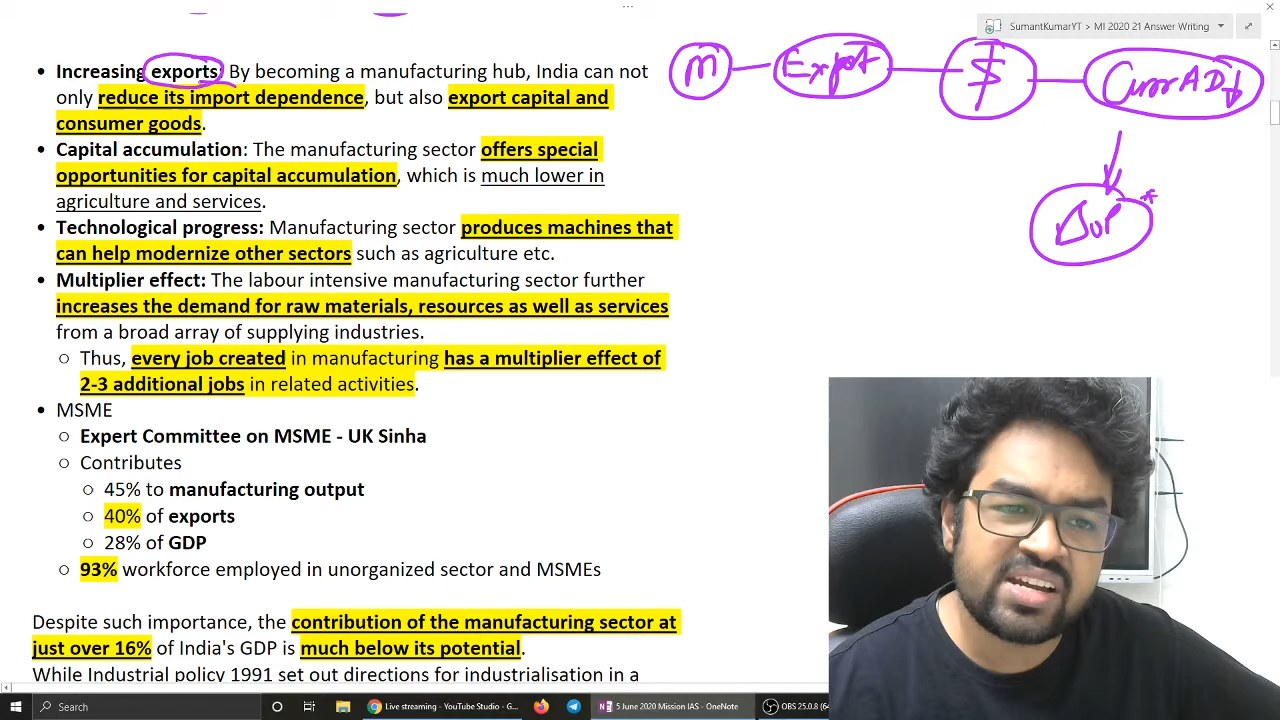 SumantKumarYT > MI 2020 21 Answer Writing
M
Export
$
CurrAD↓
BoP*
• Increasing exports: By becoming a manufacturing hub, India can not
only reduce its import dependence, but also export capital and
consumer goods.
• Capital accumulation: The manufacturing sector offers special
opportunities for capital accumulation, which is much lower in
agriculture and services.
• Technological progress: Manufacturing sector produces machines that
can help modernize other sectors such as agriculture etc.
• Multiplier effect: The labour intensive manufacturing sector further
increases the demand for raw materials, resources as well as services
from a broad array of supplying industries.
○ Thus, every job created in manufacturing has a multiplier effect of
2-3 additional jobs in related activities.
• MSME
○ Expert Committee on MSME - UK Sinha
○ Contributes
○ 45% to manufacturing output
○ 40% of exports
○ 28% of GDP
○ 93% workforce employed in unorganized sector and MSMEs
Despite such importance, the contribution of the manufacturing sector at
just over 16% of India's GDP is much below its potential.
While Industrial policy 1991 set out directions for industrialisation in a
Search
Live streaming - YouTube Studio - G...
5 June 2020 Mission IAS - OneNote
OBS 25.0.8 (64